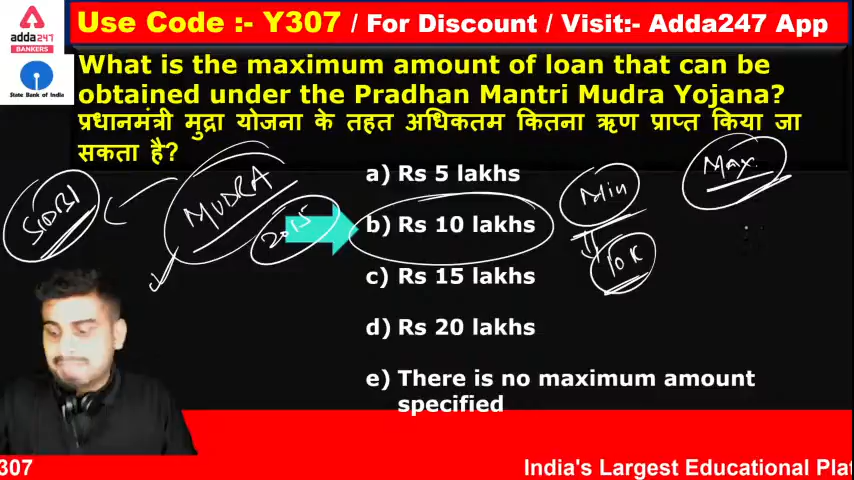 Use Code :- Y307 / For Discount / Visit:- Adda247 App
adda247
BANKERS
State Bank of India
What is the maximum amount of loan that can be
obtained under the Pradhan Mantri Mudra Yojana?
प्रधानमंत्री मुद्रा योजना के तहत अधिकतम कितना ऋण प्राप्त किया जा
सकता है?
a) Rs 5 lakhs
b) Rs 10 lakhs
c) Rs 15 lakhs
d) Rs 20 lakhs
e) There is no maximum amount
specified
SIDBI
MUDRA
2015
Min
10K
Max.
307
India's Largest Educational Plat